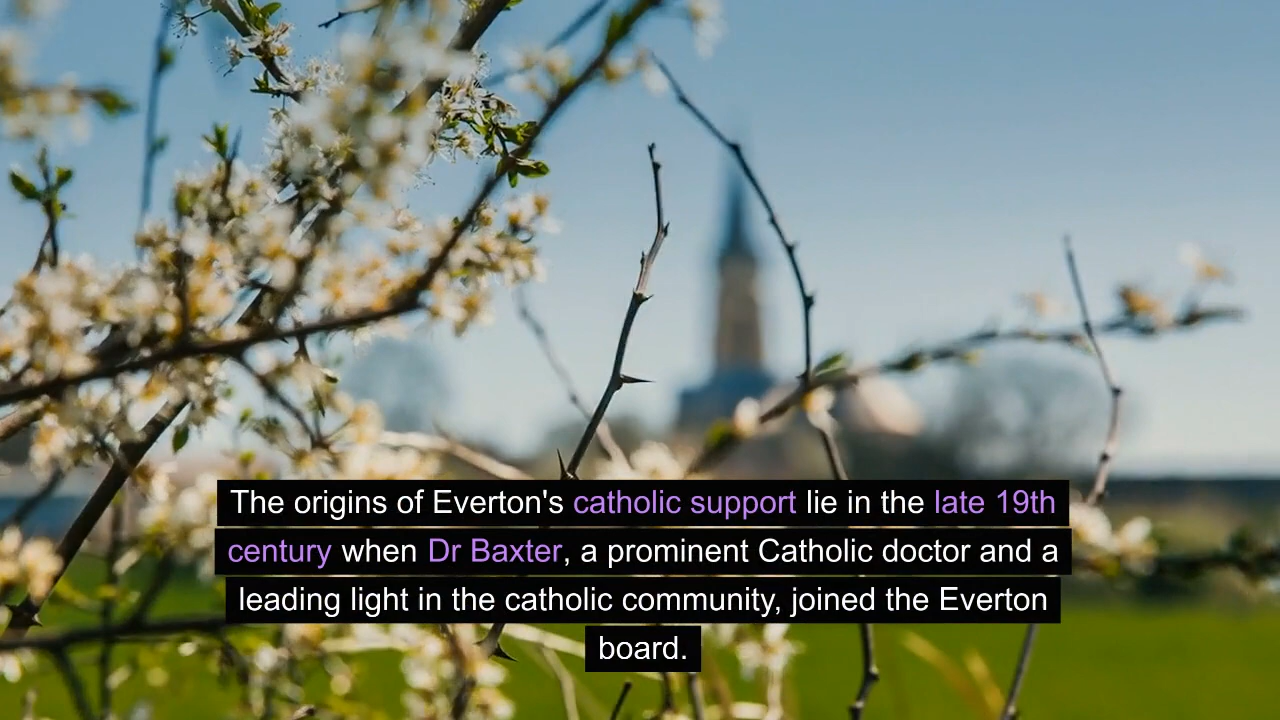 The origins of Everton's catholic support lie in the late 19th
century when Dr Baxter, a prominent Catholic doctor and a
leading light in the catholic community, joined the Everton
board.